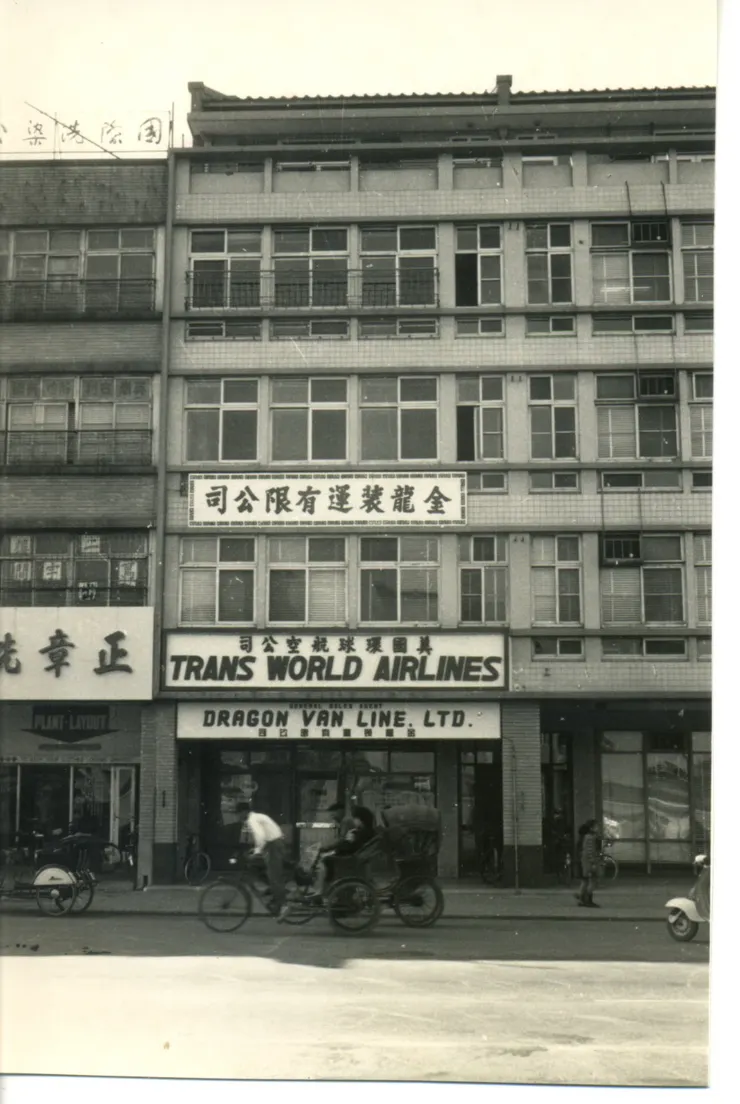 國際洗染
金龍裝運有限公司
美國環球航空公司
TRANS WORLD AIRLINES
正章洗
GENERAL SALES AGENT
DRAGON VAN LINE. LTD.
PLANT-LAYOUT